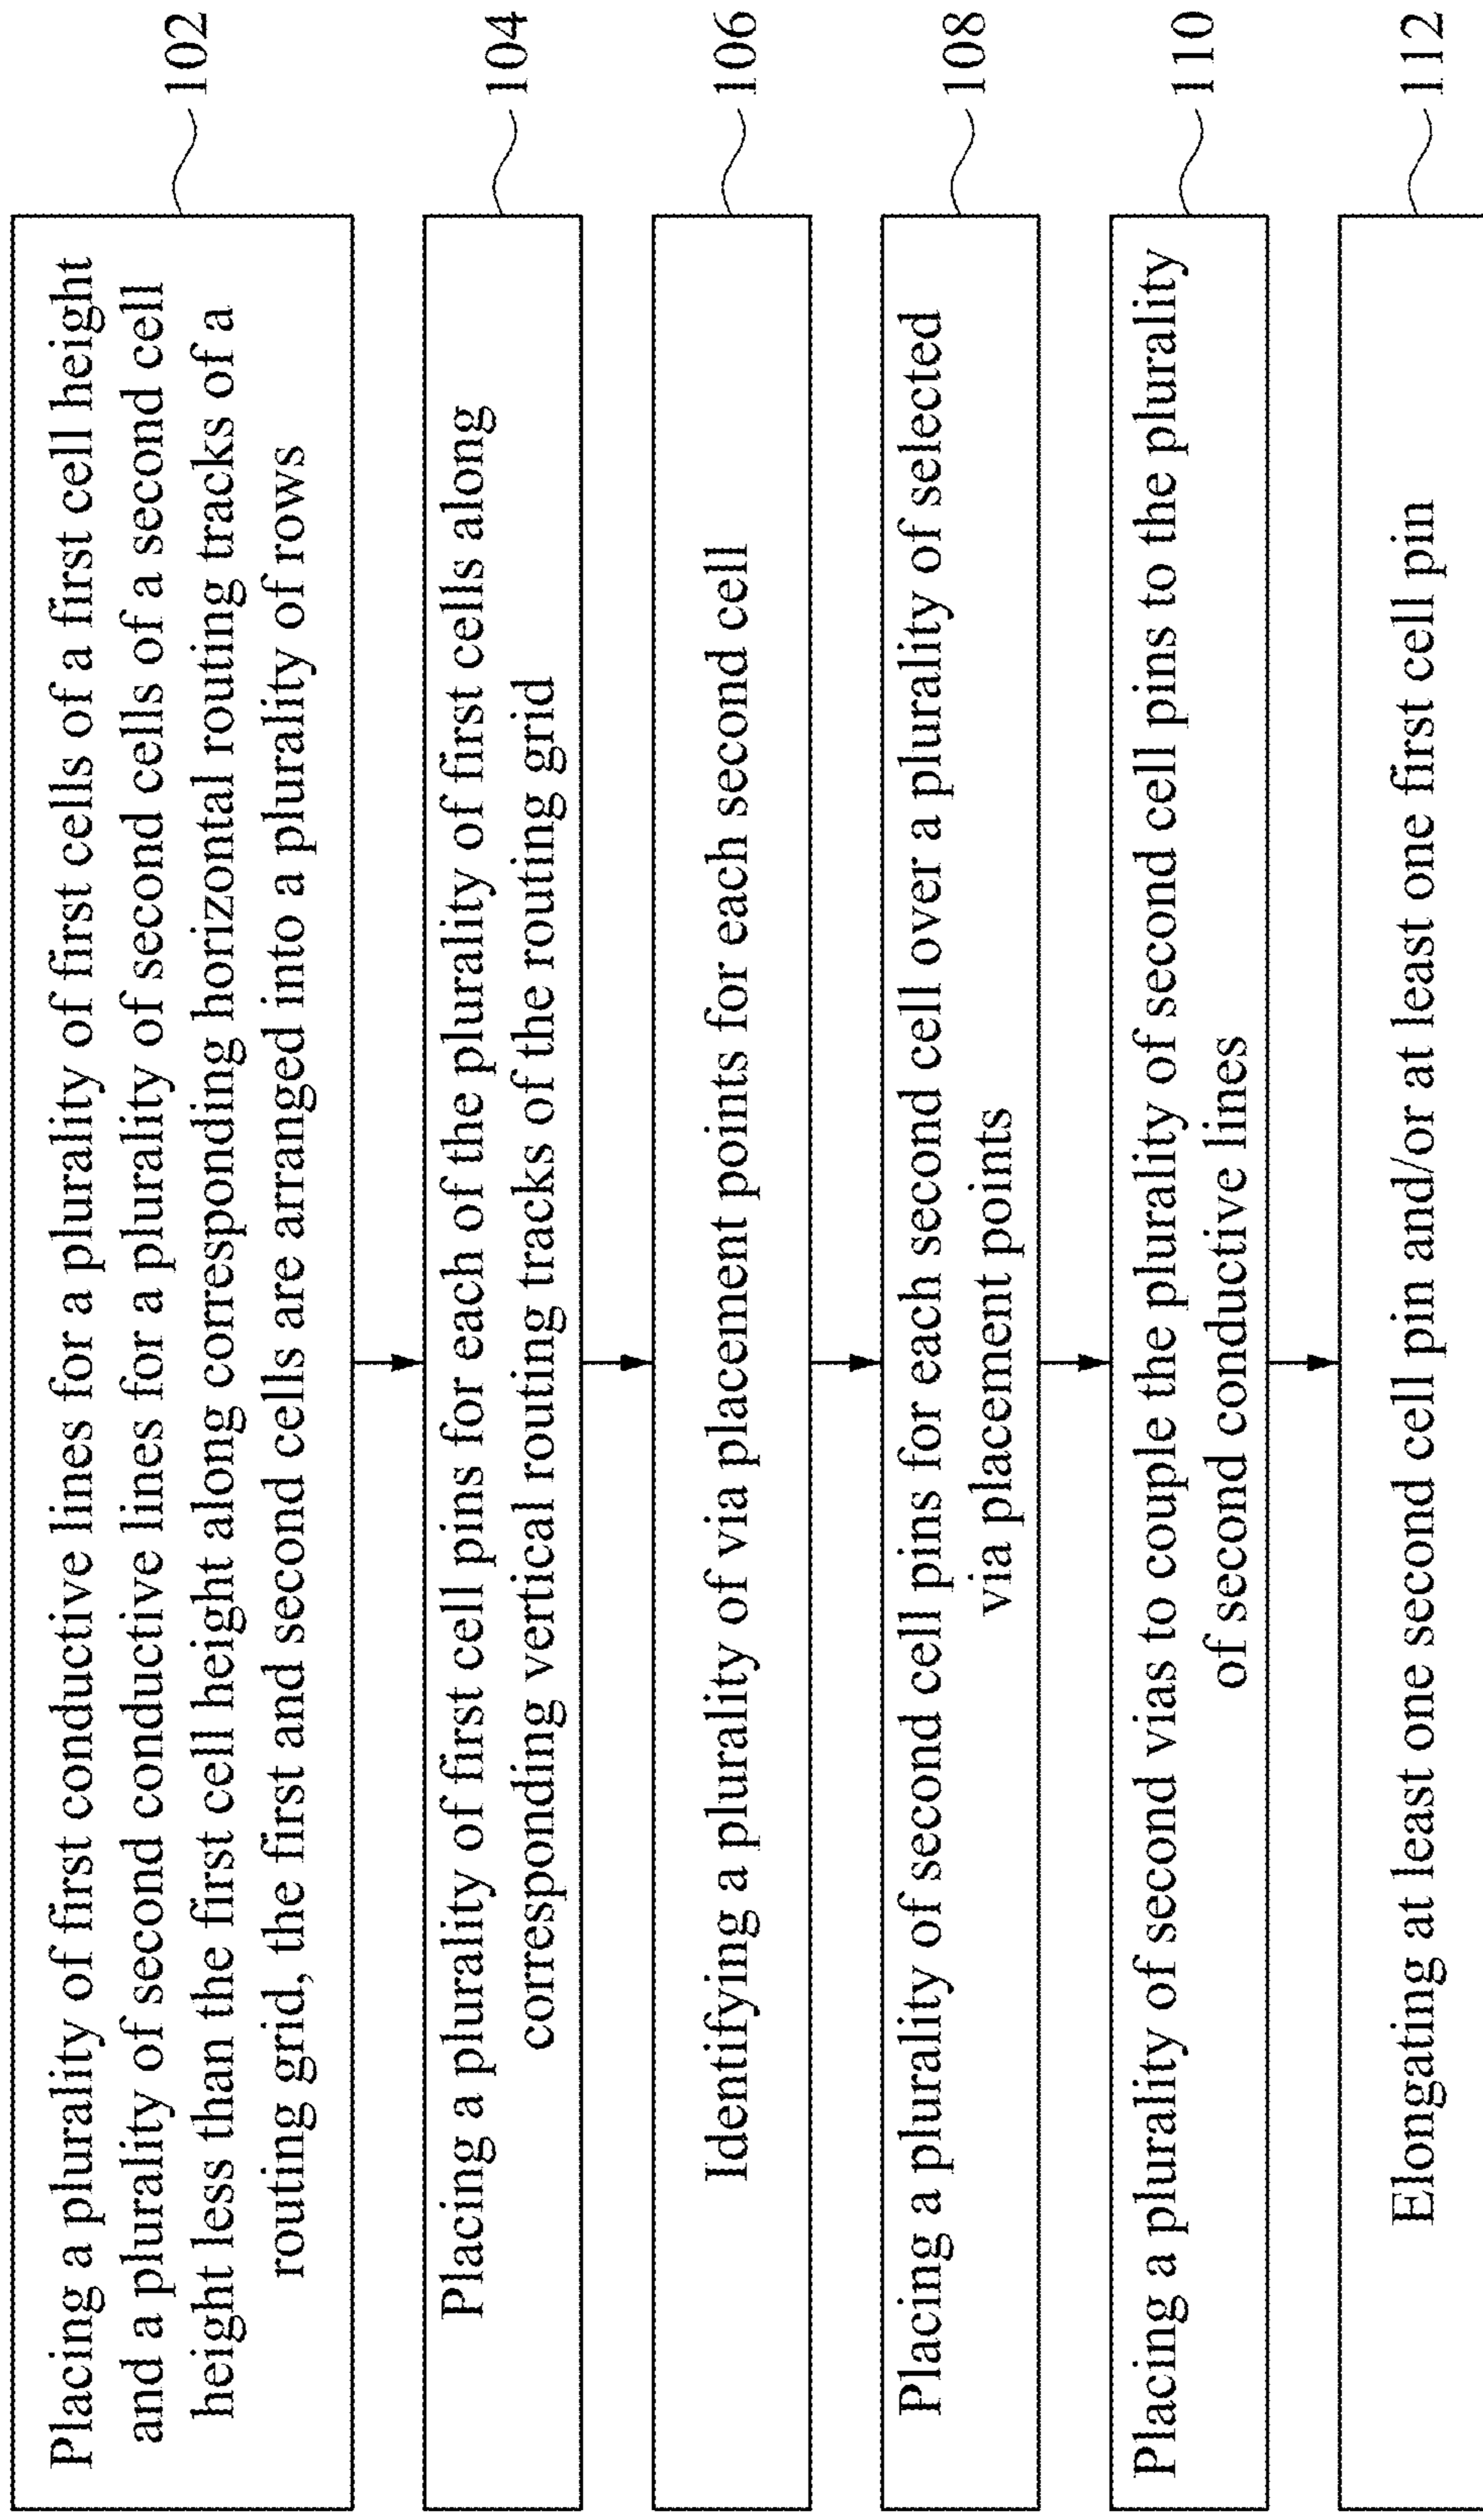 Placing a plurality of first conductive lines for a plurality of first cells of a first cell height
and a plurality of second conductive lines for a plurality of second cells of a second cell
height less than the first cell height along corresponding horizontal routing tracks of a
routing grid, the first and second cells are arranged into a plurality of rows
102
Placing a plurality of first cell pins for each of the plurality of first cells along
corresponding vertical routing tracks of the routing grid
104
Identifying a plurality of via placement points for each second cell
106
Placing a plurality of second cell pins for each second cell over a plurality of selected
via placement points
108
Placing a plurality of second vias to couple the plurality of second cell pins to the plurality
of second conductive lines
110
Elongating at least one second cell pin and/or at least one first cell pin
112